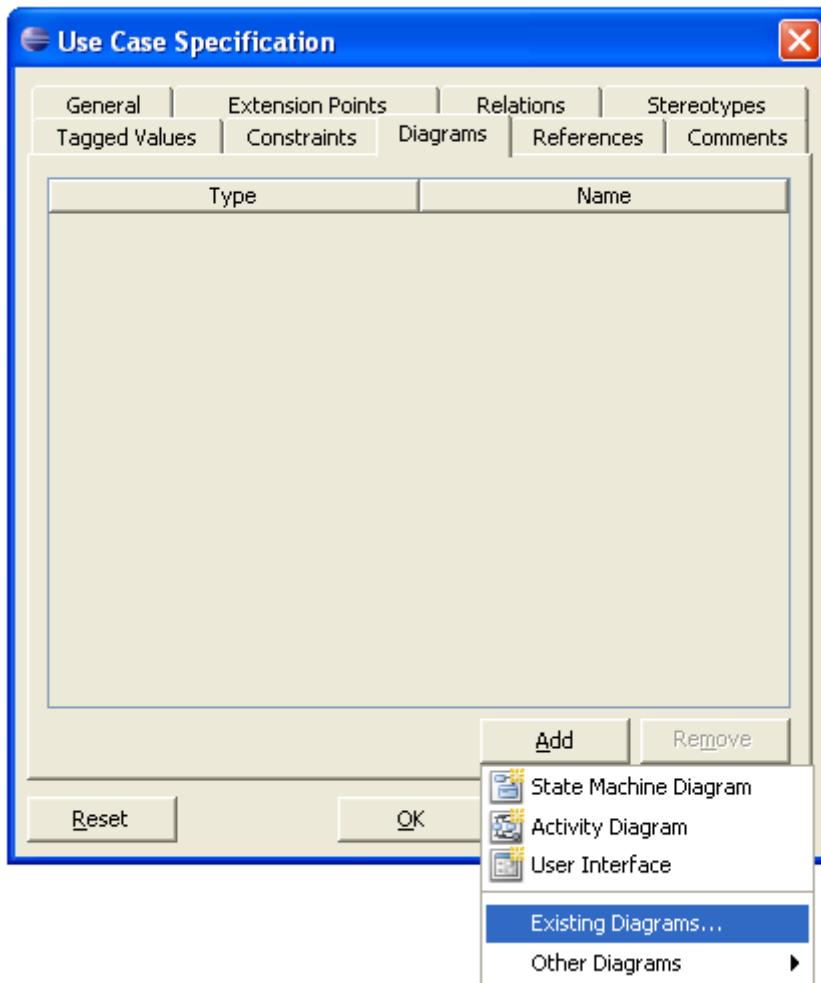 Use Case Specification
General Extension Points Relations Stereotypes
Tagged Values Constraints Diagrams References Comments
Type Name
Add Remove
State Machine Diagram
Reset OK
Activity Diagram
User Interface
Existing Diagrams...
Other Diagrams